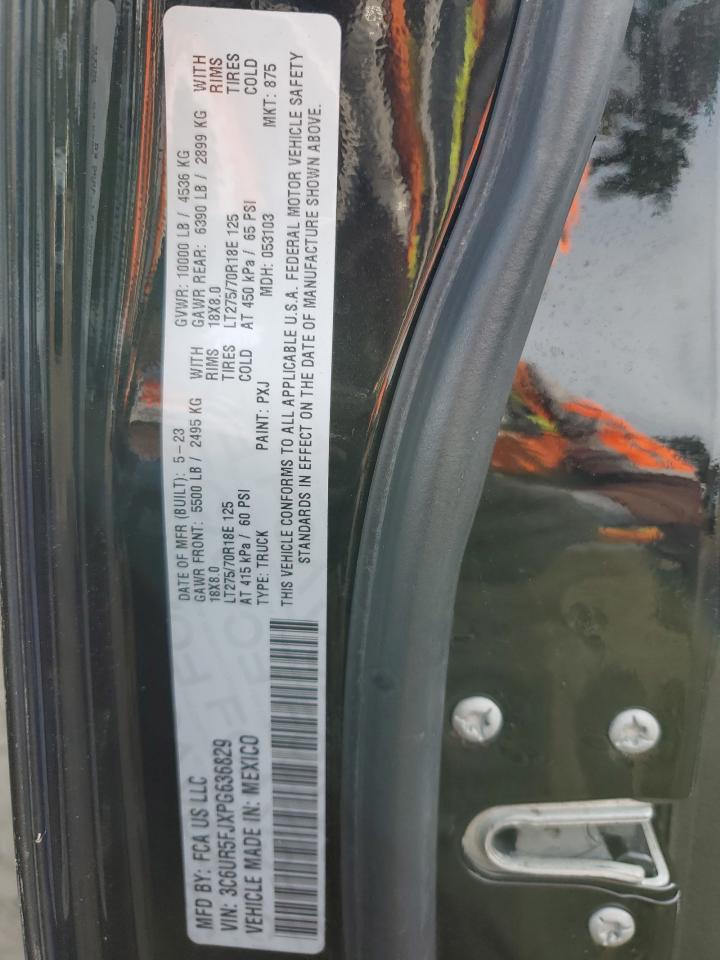 MFD BY: FCA US LLC
DATE OF MFR (BUILT): 5-23
GVWR: 10000 LB / 4536 KG
VIN: 3C6UR5FJXPG636829
GAWR FRONT: 5500 LB / 2495 KG WITH
18X8.0 RIMS
LT275/70R18E 125 TIRES
AT 415 kPa / 60 PSI COLD
GAWR REAR: 6390 LB / 2899 KG WITH
18X8.0 RIMS
LT275/70R18E 125 TIRES
AT 450 kPa / 65 PSI COLD
VEHICLE MADE IN: MEXICO
TYPE: TRUCK PAINT: PXJ MDH: 053103 MKT: 875
THIS VEHICLE CONFORMS TO ALL APPLICABLE U.S.A. FEDERAL MOTOR VEHICLE SAFETY
STANDARDS IN EFFECT ON THE DATE OF MANUFACTURE SHOWN ABOVE.